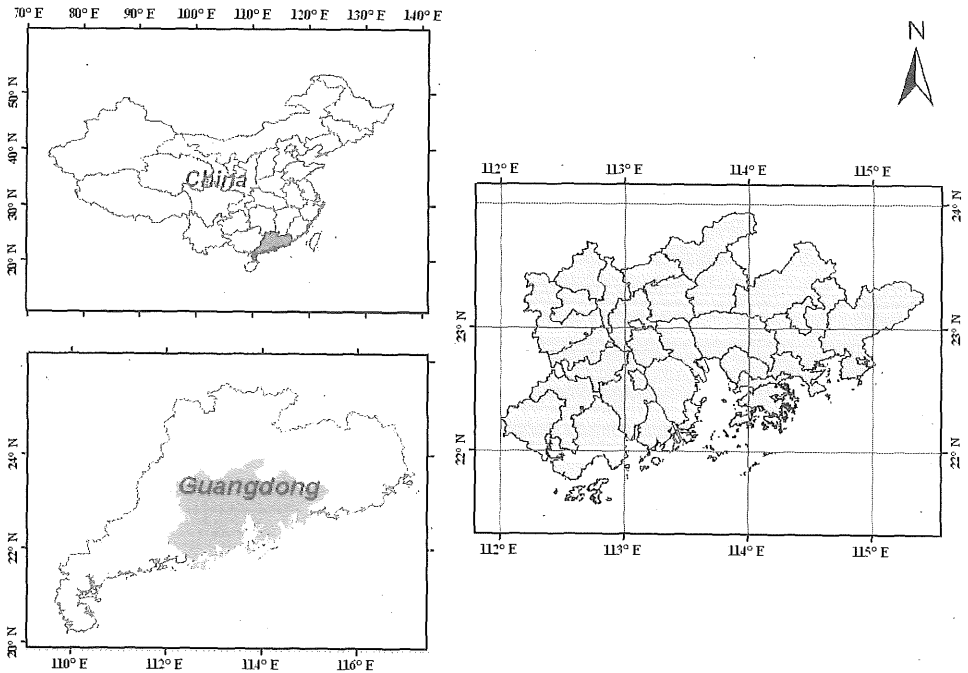 70° E 80° E 90° E 100° E 110° E 120° E 130° E 140° E
50° N
40° N
30° N
20° N
China
24° N
22° N
20° N
Guangdong
110° E 112° E 114° E 116° E
N
112° E 113° E 114° E 115° E
23° N
22° N
24° N
23° N
21° N
112° E 113° E 114° E 115° E